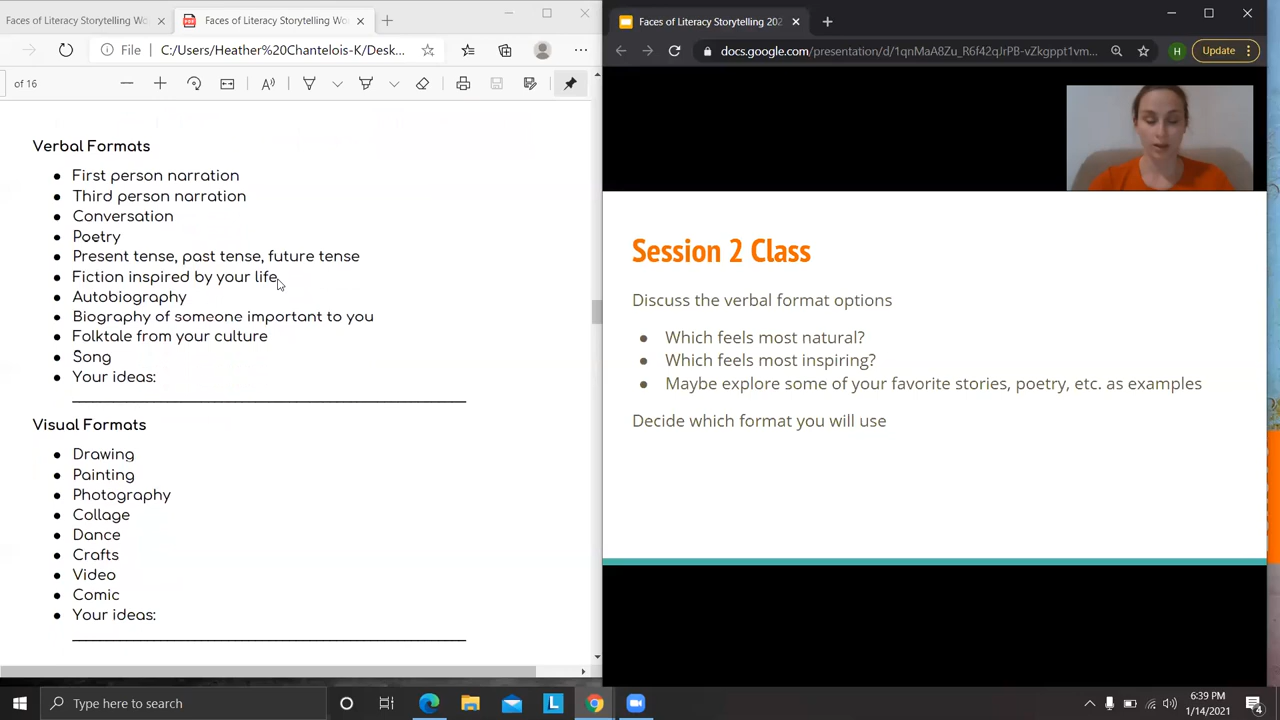 Faces of Literacy Storytelling Wo
Faces of Literacy Storytelling Wo
File
C:/Users/Heather%20Chantelois-K/Desk...
of 16
Verbal Formats
First person narration
Third person narration
Conversation
Poetry
Present tense, past tense, future tense
Fiction inspired by your life
Autobiography
Biography of someone important to you
Folktale from your culture
Song
Your ideas:
Visual Formats
Drawing
Painting
Photography
Collage
Dance
Crafts
Video
Comic
Your ideas:
Faces of Literacy Storytelling 202
docs.google.com/presentation/d/1qnMaA8Zu_R6f42qJrPB-vZkgppt1vm...
H
Update
Session 2 Class
Discuss the verbal format options
Which feels most natural?
Which feels most inspiring?
Maybe explore some of your favorite stories, poetry, etc. as examples
Decide which format you will use
Type here to search
L
6:39 PM
1/14/2021
4